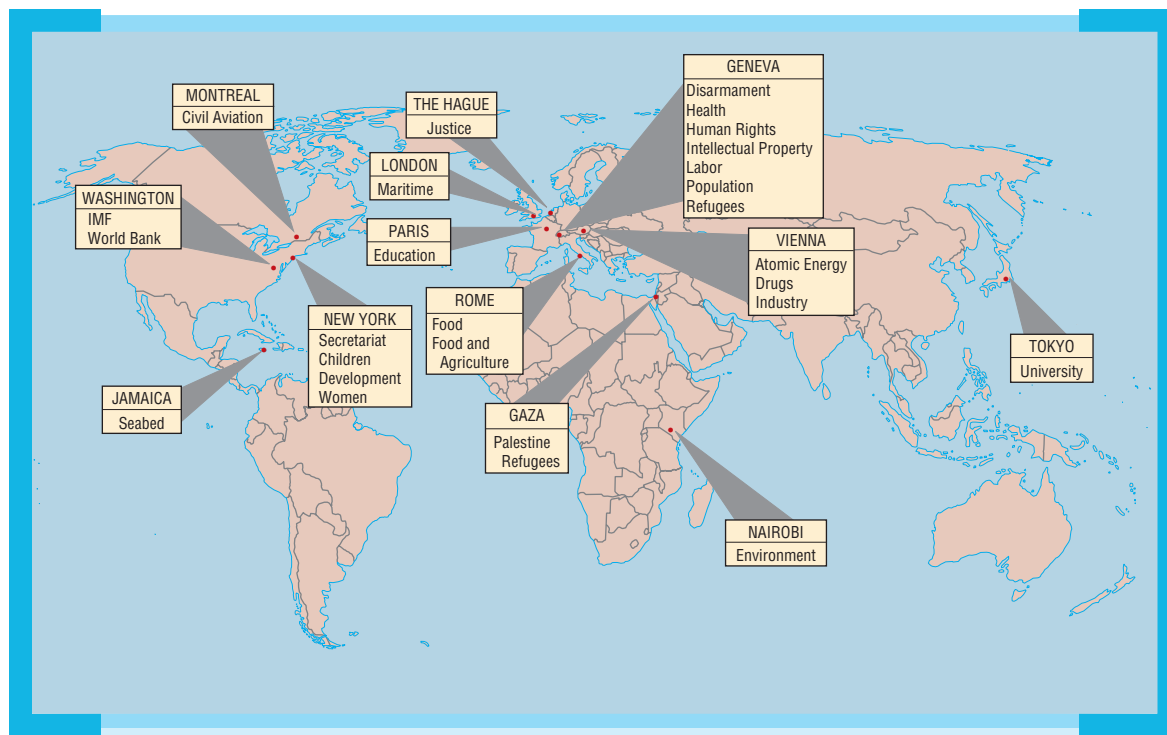 MONTREAL
Civil Aviation
THE HAGUE
Justice
GENEVA
Disarmament
Health
Human Rights
Intellectual Property
Labor
Population
Refugees
LONDON
Maritime
WASHINGTON
IMF
World Bank
PARIS
Education
VIENNA
Atomic Energy
Drugs
Industry
ROME
Food
Food and
Agriculture
NEW YORK
Secretariat
Children
Development
Women
TOKYO
University
JAMAICA
Seabed
GAZA
Palestine
Refugees
NAIROBI
Environment